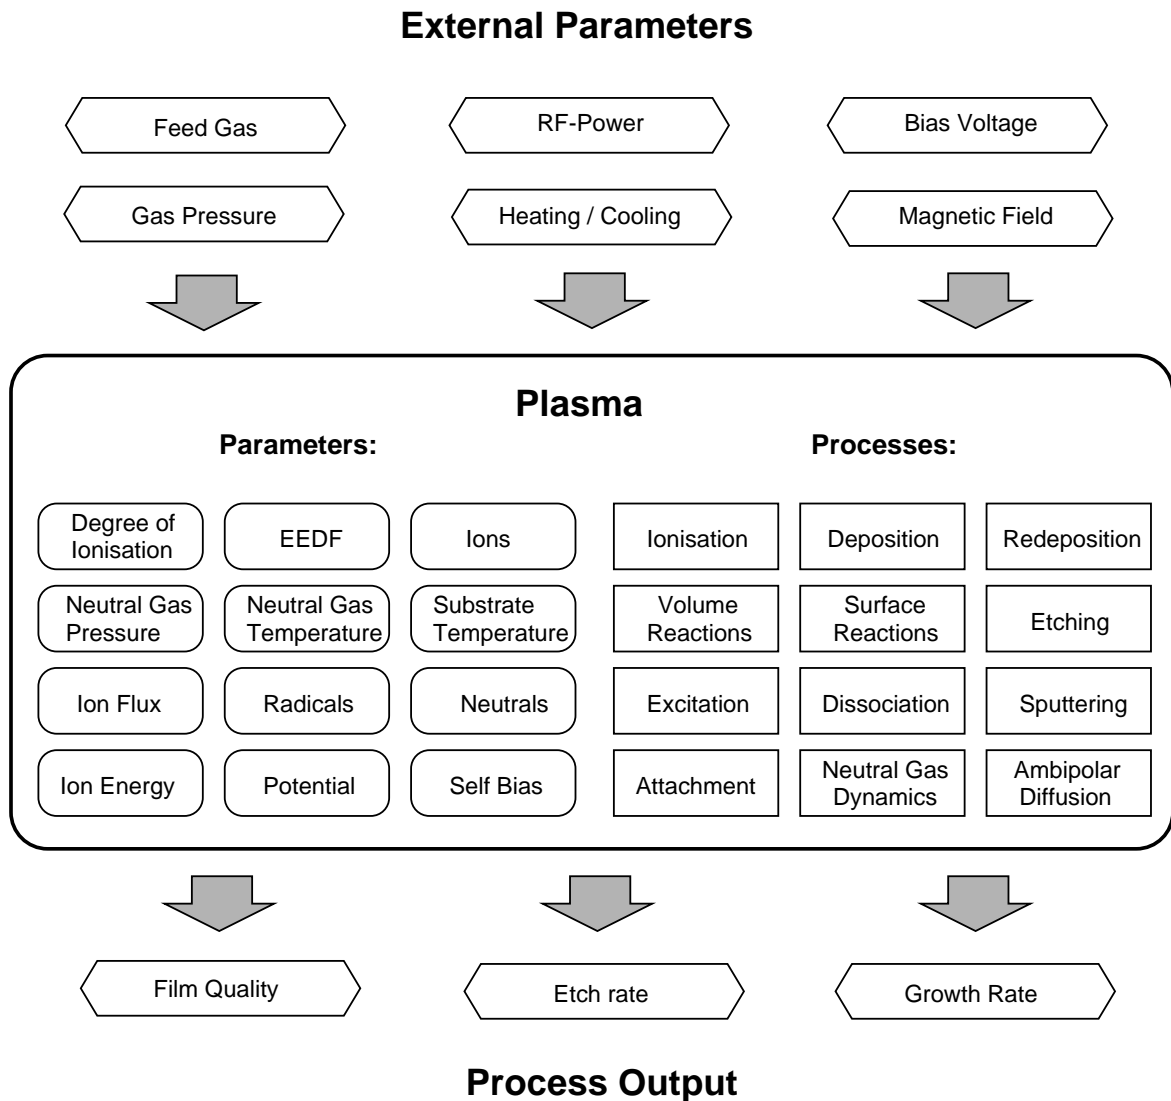 External Parameters
Feed Gas
RF-Power
Bias Voltage
Gas Pressure
Heating / Cooling
Magnetic Field
Plasma
Parameters:
Processes:
Degree of
Ionisation
EEDF
Ions
Ionisation
Deposition
Redeposition
Neutral Gas
Pressure
Neutral Gas
Temperature
Substrate
Temperature
Volume
Reactions
Surface
Reactions
Etching
Ion Flux
Radicals
Neutrals
Excitation
Dissociation
Sputtering
Ion Energy
Potential
Self Bias
Attachment
Neutral Gas
Dynamics
Ambipolar
Diffusion
Film Quality
Etch rate
Growth Rate
Process Output